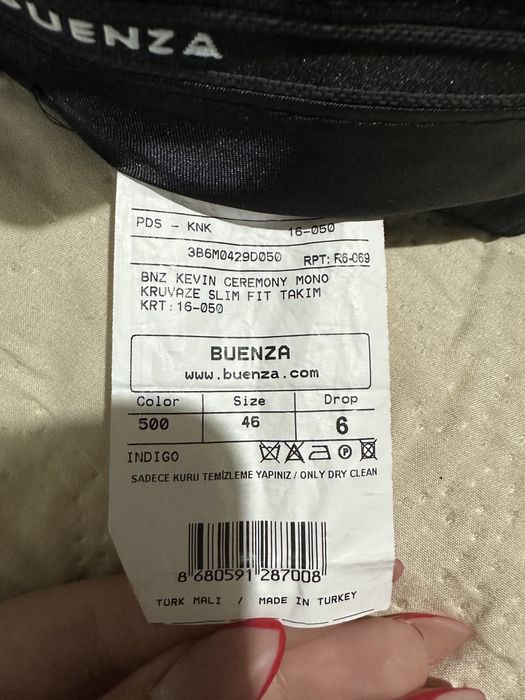 BUENZA
PDS - KNK 16-050
3B6M0429D050 RPT: R6-069
BNZ KEVIN CEREMONY MONO
KRUVAZE SLIM FIT TAKIM
KRT:16-050
BUENZA
www.buenza.com
Color Size Drop
500 46 6
INDIGO
SADECE KURU TEMİZLEME YAPINIZ / ONLY DRY CLEAN
8 680591 287008
TURK MALI / MADE IN TURKEY